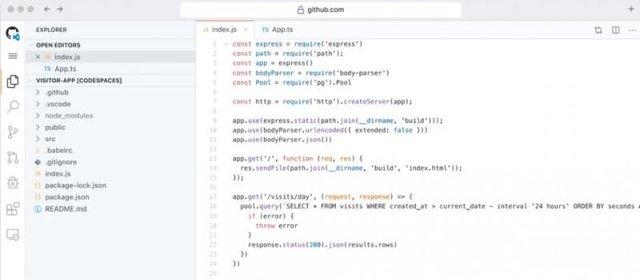 github.com
EXPLORER
OPEN EDITORS
index.js
App.ts
VISITOR-APP [CODESPACES]
.github
.vscode
node_modules
public
src
.babelrc
.gitignore
index.js
package-lock.json
package.json
README.md
index.js
App.ts
1 const express = require('express')
2 const path = require('path');
3 const app = express()
4 const bodyParser = require('body-parser')
5 const Pool = require('pg').Pool
6
7 const http = require('http').createServer(app);
8
9 app.use(express.static(path.join(__dirname, 'build')));
10 app.use(bodyParser.urlencoded({ extended: false }))
11 app.use(bodyParser.json())
12
13 app.get('/', function (req, res) {
14 res.sendFile(path.join(__dirname, 'build', 'index.html'));
15 });
16
17 app.get('/visits/day', (request, response) => {
18 pool.query(`SELECT * FROM visits WHERE created_at > current_date - interval '24 hours' ORDER BY seconds
19 if (error) {
20 throw error
21 }
22 response.status(200).json(results.rows)
23 })
24 })